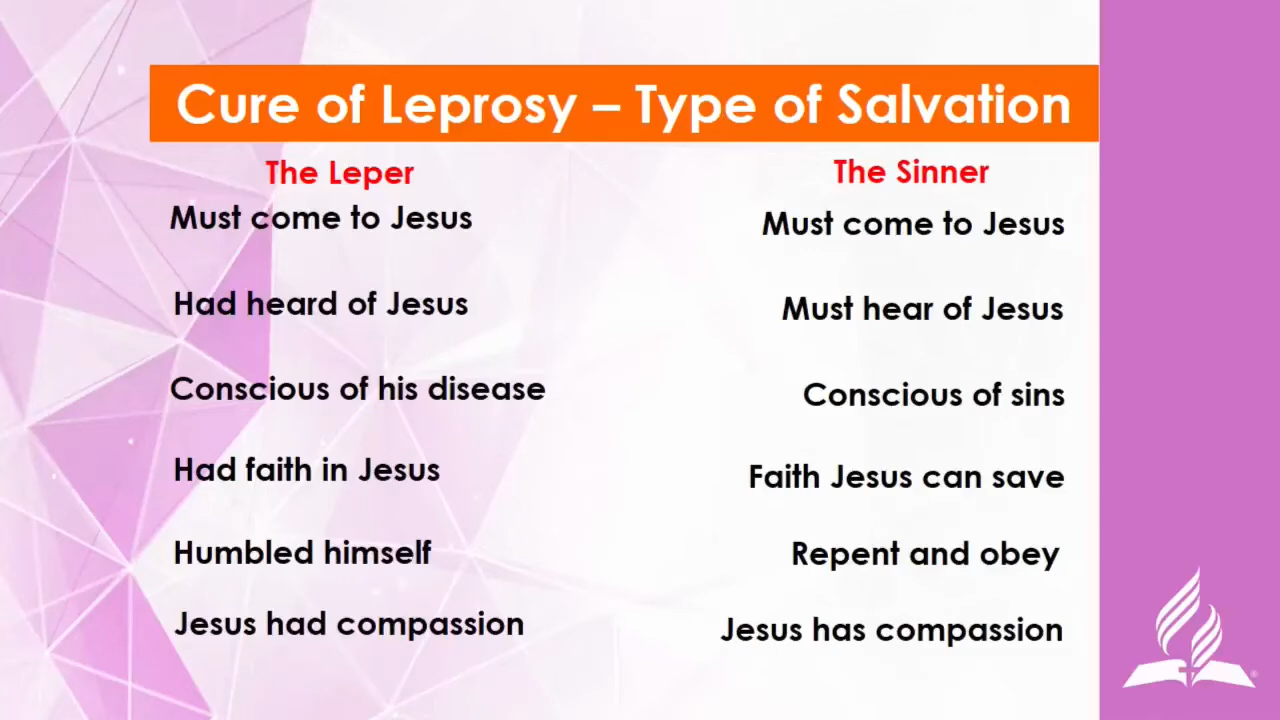 Cure of Leprosy – Type of Salvation
The Leper
The Sinner
Must come to Jesus
Must come to Jesus
Had heard of Jesus
Must hear of Jesus
Conscious of his disease
Conscious of sins
Had faith in Jesus
Faith Jesus can save
Humbled himself
Repent and obey
Jesus had compassion
Jesus has compassion